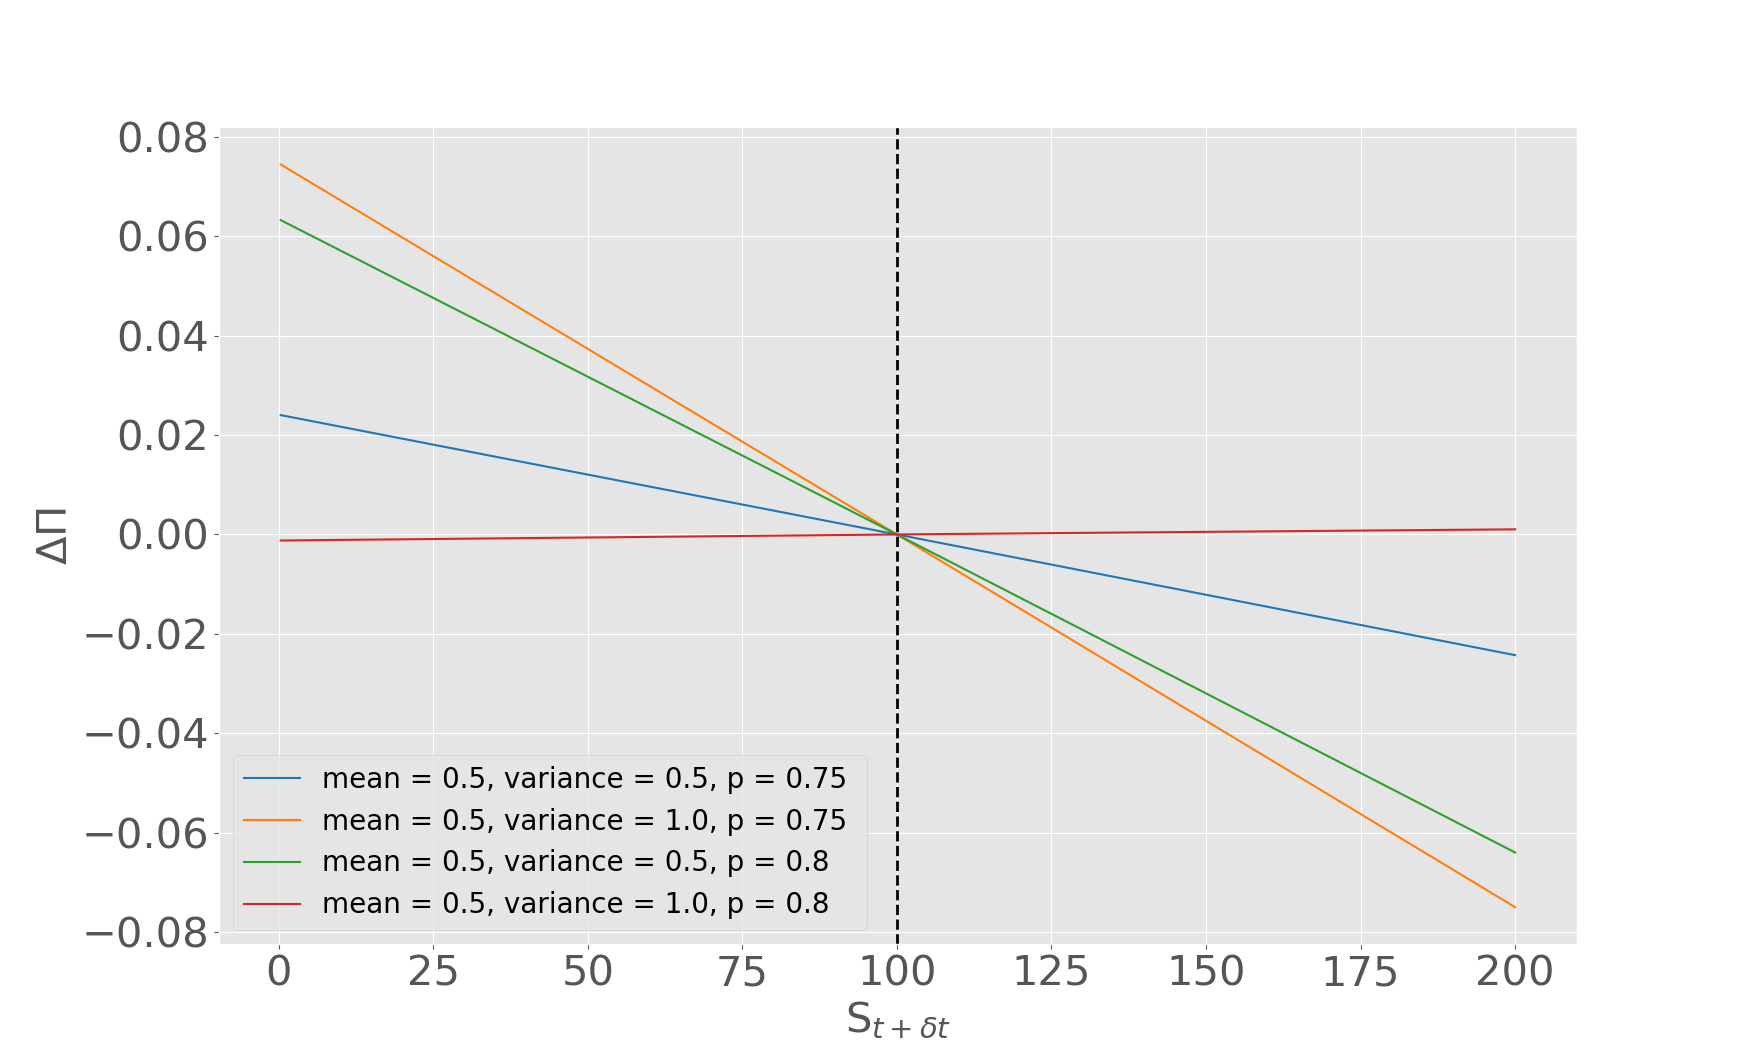 0.08
0.06
0.04
0.02
0.00
−0.02
−0.04
−0.06
−0.08
ΔΠ
mean = 0.5, variance = 0.5, p = 0.75
mean = 0.5, variance = 1.0, p = 0.75
mean = 0.5, variance = 0.5, p = 0.8
mean = 0.5, variance = 1.0, p = 0.8
0 25 50 75 100 125 150 175 200
S_{t + δt}